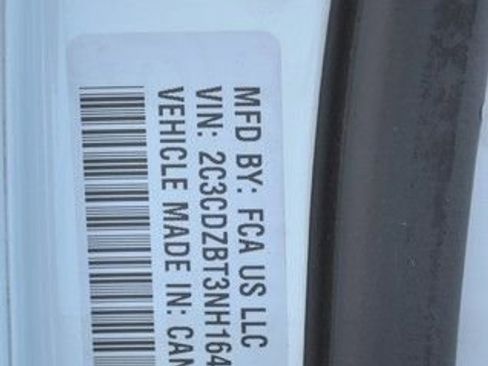 MFD BY: FCA US LLC
VIN: 2C3CDZBT3NH164
VEHICLE MADE IN: CAN